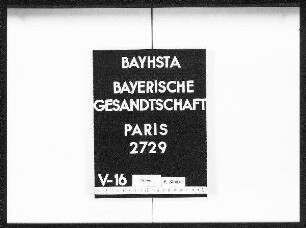 BAYHSTA
BAYERISCHE
GESANDTSCHAFT
PARIS
2729
V-16